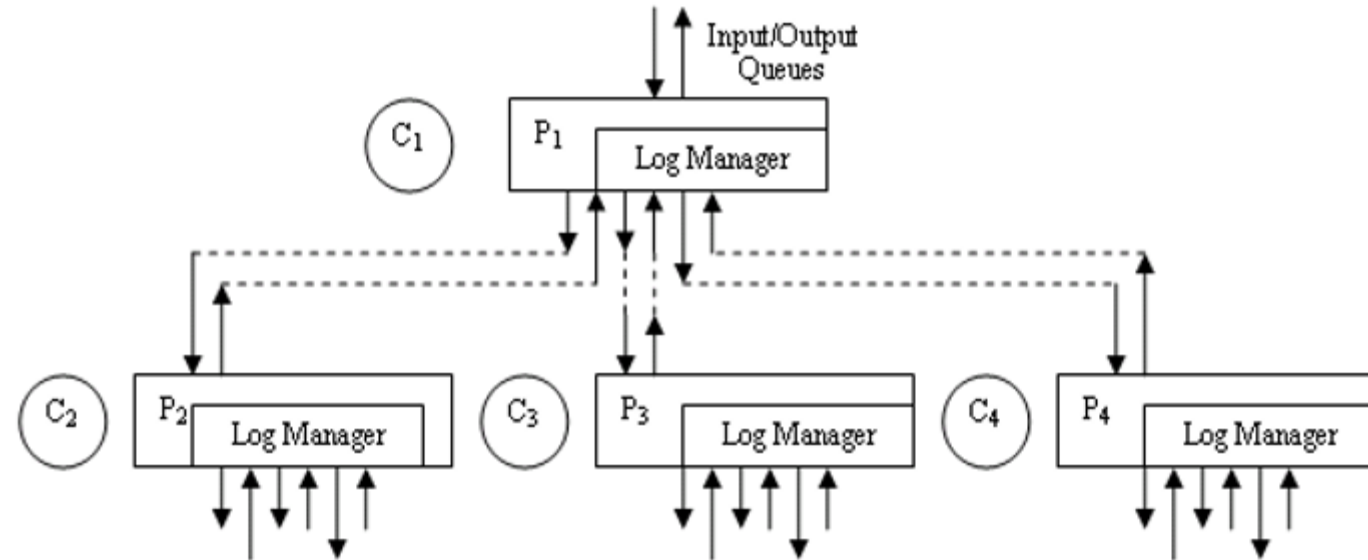 Input/Output
Queues
C₁
P₁
Log Manager
C₂
P₂
Log Manager
C₃
P₃
Log Manager
C₄
P₄
Log Manager